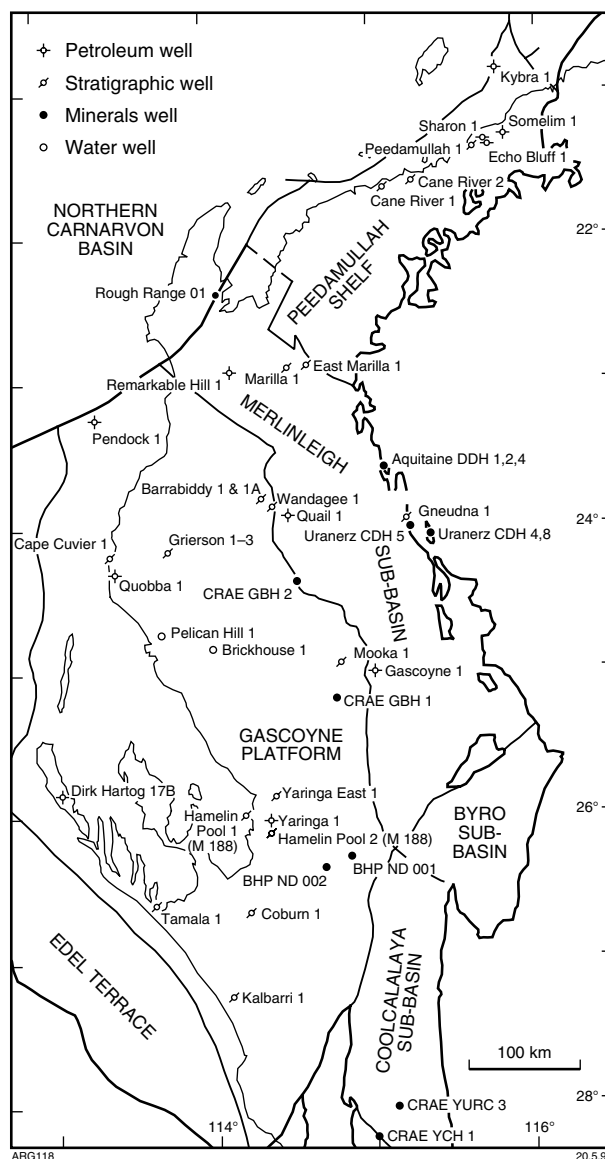 Petroleum well
Stratigraphic well
Minerals well
Water well
Kybra 1
Sharon 1
Somelim 1
Peedamullah 1
Echo Bluff 1
Cane River 2
Cane River 1
NORTHERN
CARNARVON
BASIN
22°
PEEDAMULLAH
SHELF
Rough Range 01
East Marilla 1
Marilla 1
Remarkable Hill 1
MERLINLEIGH
Pendock 1
Aquitaine DDH 1,2,4
Barrabiddy 1 & 1A
Wandagee 1
Gneudna 1
Quail 1
24°
Uranerz CDH 5
Uranerz CDH 4,8
Cape Cuvier 1
Grierson 1–3
SUB-BASIN
Quobba 1
CRAE GBH 2
Pelican Hill 1
Brickhouse 1
Mooka 1
Gascoyne 1
CRAE GBH 1
GASCOYNE
PLATFORM
Dirk Hartog 17B
Yaringa East 1
26°
Hamelin
Pool 1
(M 188)
Yaringa 1
Hamelin Pool 2 (M 188)
BYRO
SUB-
BASIN
BHP ND 001
BHP ND 002
Tamala 1
Coburn 1
EDEL TERRACE
COOLCALALAYA
SUB-BASIN
Kalbarri 1
100 km
28°
CRAE YURC 3
114°
CRAE YCH 1
116°
ARG118
20.5.9